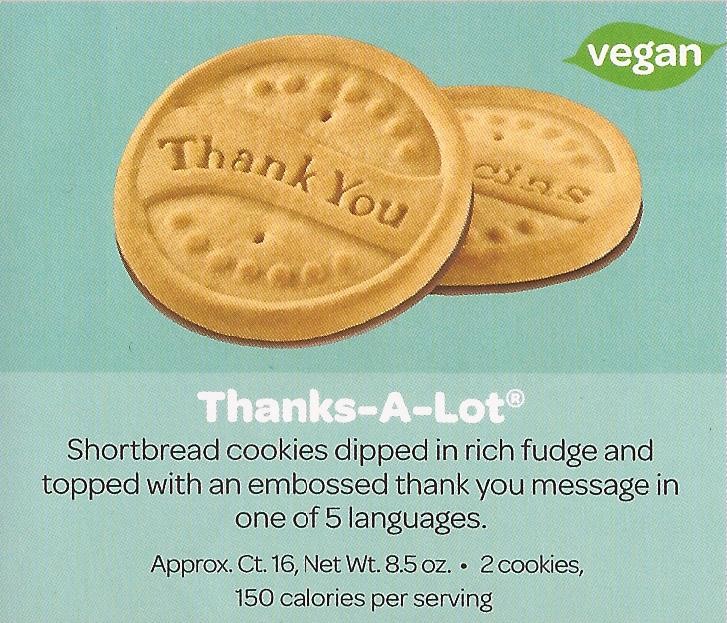 vegan
Thank You
Thanks-A-Lot®
Shortbread cookies dipped in rich fudge and
topped with an embossed thank you message in
one of 5 languages.
Approx. Ct. 16, Net Wt. 8.5 oz. • 2 cookies,
150 calories per serving